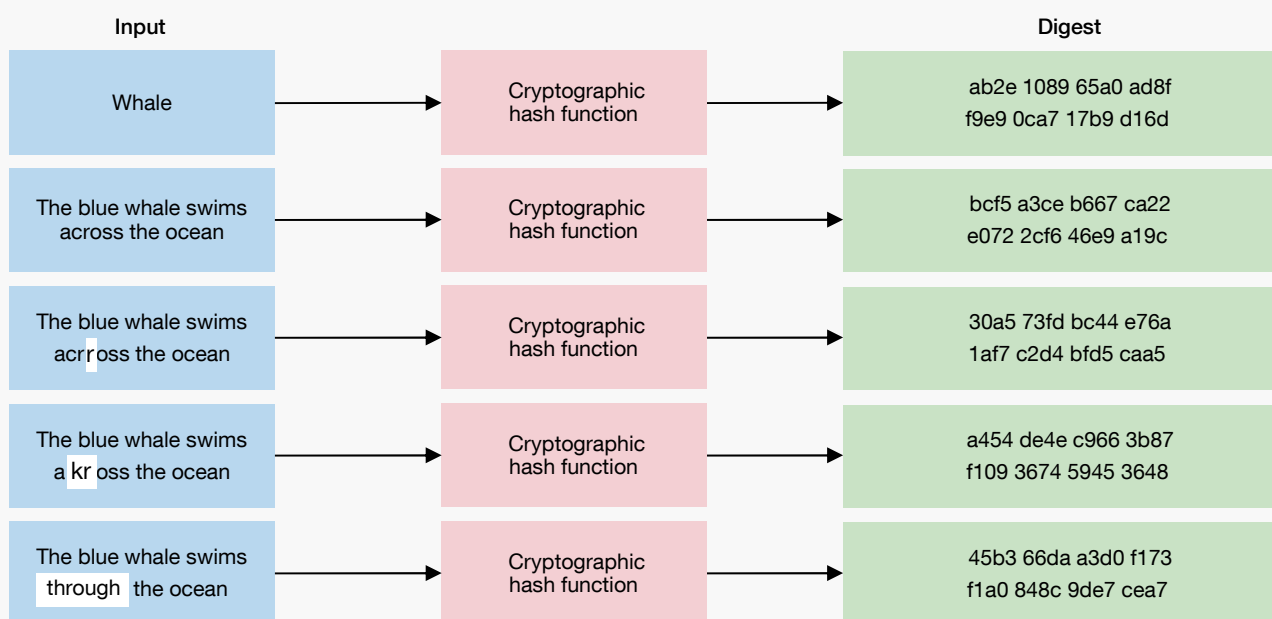 Input
Digest
Whale
Cryptographic
hash function
ab2e 1089 65a0 ad8f
f9e9 0ca7 17b9 d16d
The blue whale swims
across the ocean
Cryptographic
hash function
bcf5 a3ce b667 ca22
e072 2cf6 46e9 a19c
The blue whale swims
acrross the ocean
Cryptographic
hash function
30a5 73fd bc44 e76a
1af7 c2d4 bfd5 caa5
The blue whale swims
akross the ocean
Cryptographic
hash function
a454 de4e c966 3b87
f109 3674 5945 3648
The blue whale swims
through the ocean
Cryptographic
hash function
45b3 66da a3d0 f173
f1a0 848c 9de7 cea7